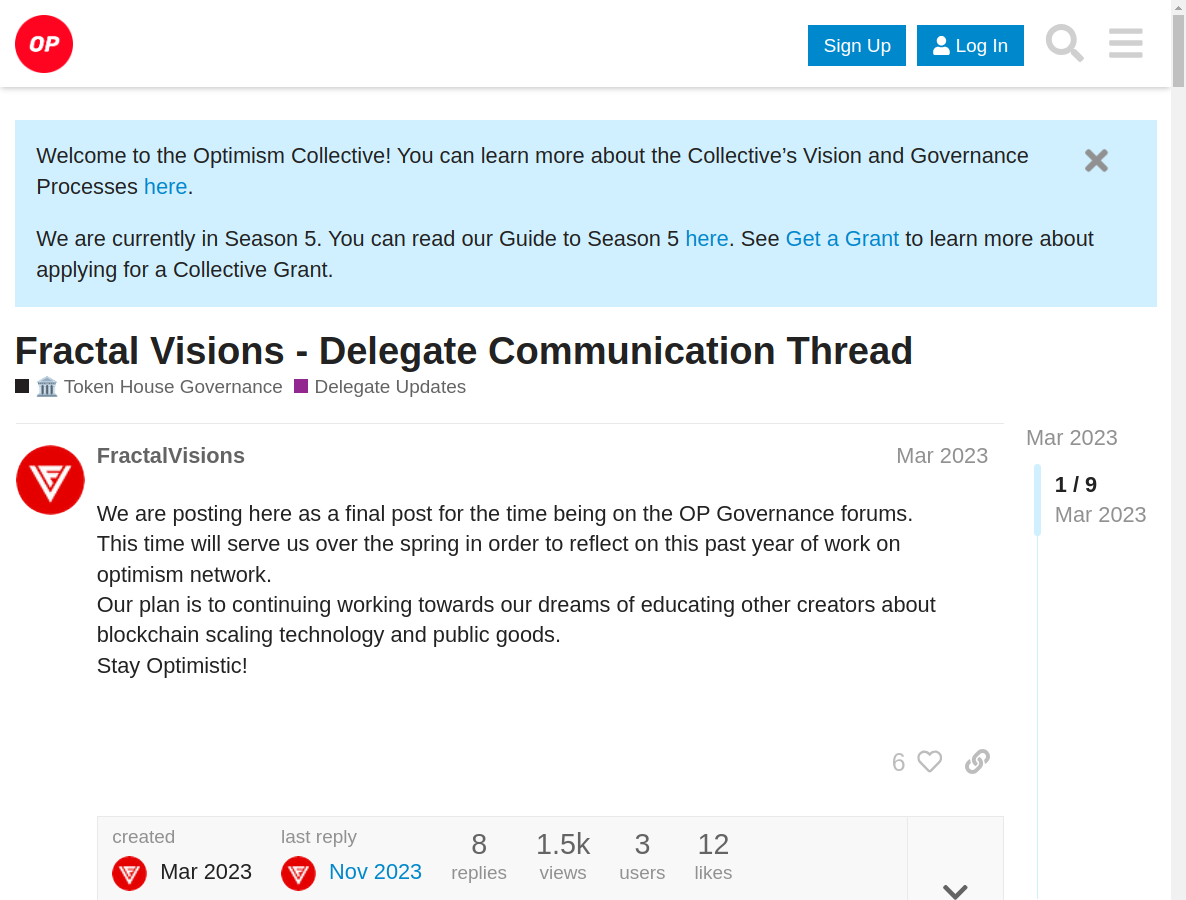 OP
Sign Up
Log In
Welcome to the Optimism Collective! You can learn more about the Collective’s Vision and Governance
Processes here.
We are currently in Season 5. You can read our Guide to Season 5 here. See Get a Grant to learn more about
applying for a Collective Grant.
Fractal Visions - Delegate Communication Thread
🏛️ Token House Governance Delegate Updates
FractalVisions Mar 2023
We are posting here as a final post for the time being on the OP Governance forums.
This time will serve us over the spring in order to reflect on this past year of work on
optimism network.
Our plan is to continuing working towards our dreams of educating other creators about
blockchain scaling technology and public goods.
Stay Optimistic!
6
Mar 2023
1 / 9
Mar 2023
created
Mar 2023
last reply
Nov 2023
8
replies
1.5k
views
3
users
12
likes